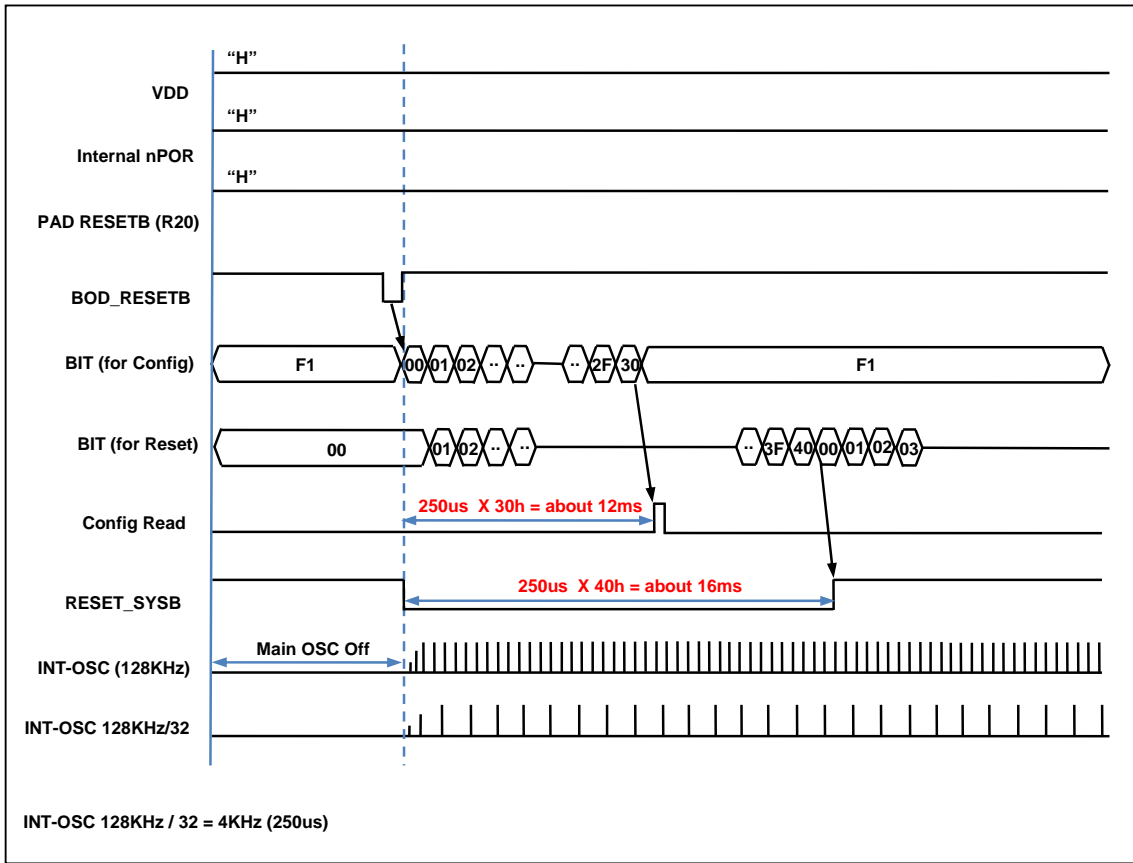 “H”
VDD
“H”
Internal nPOR
“H”
PAD RESETB (R20)
BOD_RESETB
BIT (for Config) F1 00 01 02 ·· ·· ·· 2F 30 F1
BIT (for Reset) 00 01 02 ·· ·· ·· 3F 40 00 01 02 03
250us X 30h = about 12ms
Config Read
250us X 40h = about 16ms
RESET_SYSB
Main OSC Off
INT-OSC (128KHz)
INT-OSC 128KHz/32
INT-OSC 128KHz / 32 = 4KHz (250us)